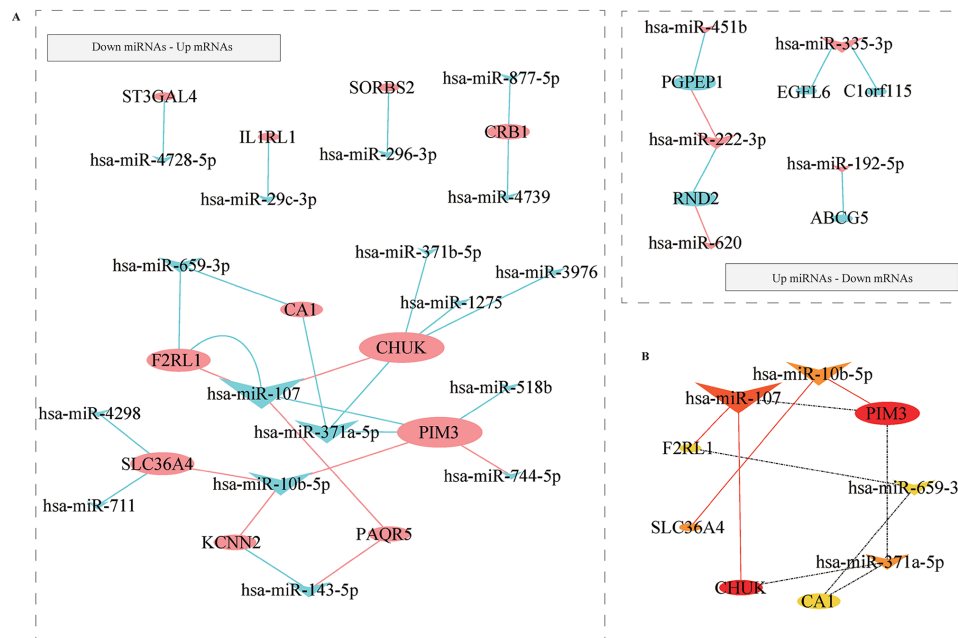 A
Down miRNAs - Up mRNAs
ST3GAL4
hsa-miR-4728-5p
IL1RL1
hsa-miR-29c-3p
SORBS2
hsa-miR-296-3p
hsa-miR-877-5p
CRB1
hsa-miR-4739
hsa-miR-659-3p
hsa-miR-371b-5p
hsa-miR-3976
hsa-miR-1275
CA1
CHUK
F2RL1
hsa-miR-107
hsa-miR-518b
hsa-miR-4298
hsa-miR-371a-5p
PIM3
SLC36A4
hsa-miR-10b-5p
hsa-miR-744-5p
hsa-miR-711
KCNN2
PAQR5
hsa-miR-143-5p
hsa-miR-451b
hsa-miR-335-3p
PGPEP1
EGFL6
C1orf115
hsa-miR-222-3p
hsa-miR-192-5p
RND2
ABCG5
hsa-miR-620
Up miRNAs - Down mRNAs
B
hsa-miR-10b-5p
hsa-miR-107
PIM3
F2RL1
hsa-miR-659-3
SLC36A4
hsa-miR-371a-5p
CHUK
CA1